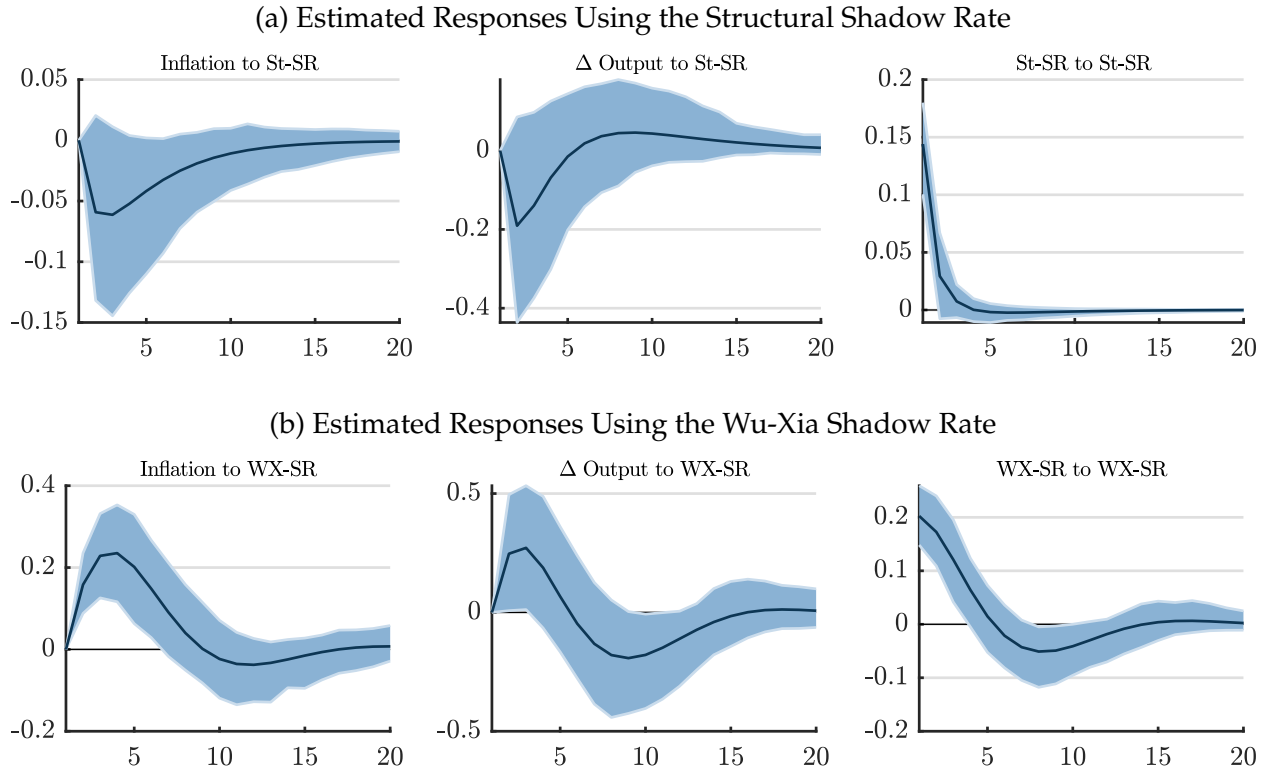 (a) Estimated Responses Using the Structural Shadow Rate
Inflation to St-SR
0.05
0
-0.05
-0.1
-0.15
5 10 15 20
Δ Output to St-SR
0
-0.2
-0.4
5 10 15 20
St-SR to St-SR
0.2
0.15
0.1
0.05
0
5 10 15 20
(b) Estimated Responses Using the Wu-Xia Shadow Rate
Inflation to WX-SR
0.4
0.2
0
-0.2
5 10 15 20
Δ Output to WX-SR
0.5
0
-0.5
5 10 15 20
WX-SR to WX-SR
0.2
0.1
0
-0.1
-0.2
5 10 15 20